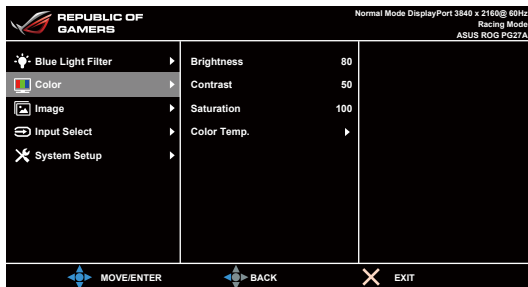 REPUBLIC OF
GAMERS
Normal Mode DisplayPort 3840 x 2160@ 60Hz
Racing Mode
ASUS ROG PG27A
Blue Light Filter
Color
Image
Input Select
System Setup
Brightness 80
Contrast 50
Saturation 100
Color Temp.
MOVE/ENTER
BACK
EXIT